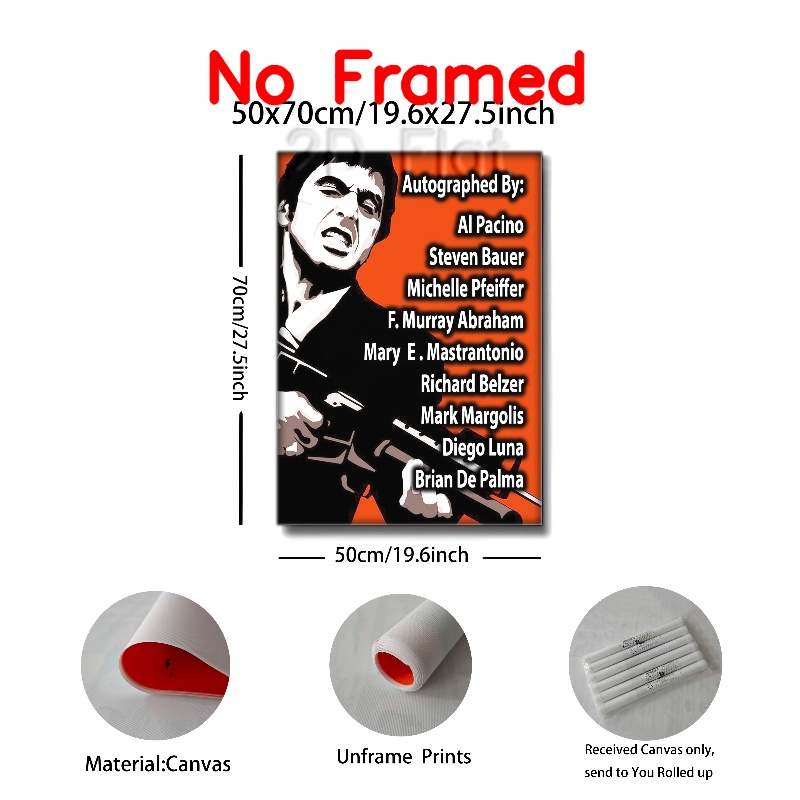 No Framed
50x70cm/19.6x27.5inch
2D Flat
70cm/27.5inch
Autographed By:
Al Pacino
Steven Bauer
Michelle Pfeiffer
F. Murray Abraham
Mary E. Mastrantonio
Richard Belzer
Mark Margolis
Diego Luna
Brian De Palma
50cm/19.6inch
Material:Canvas
Unframe Prints
Received Canvas only,
send to You Rolled up